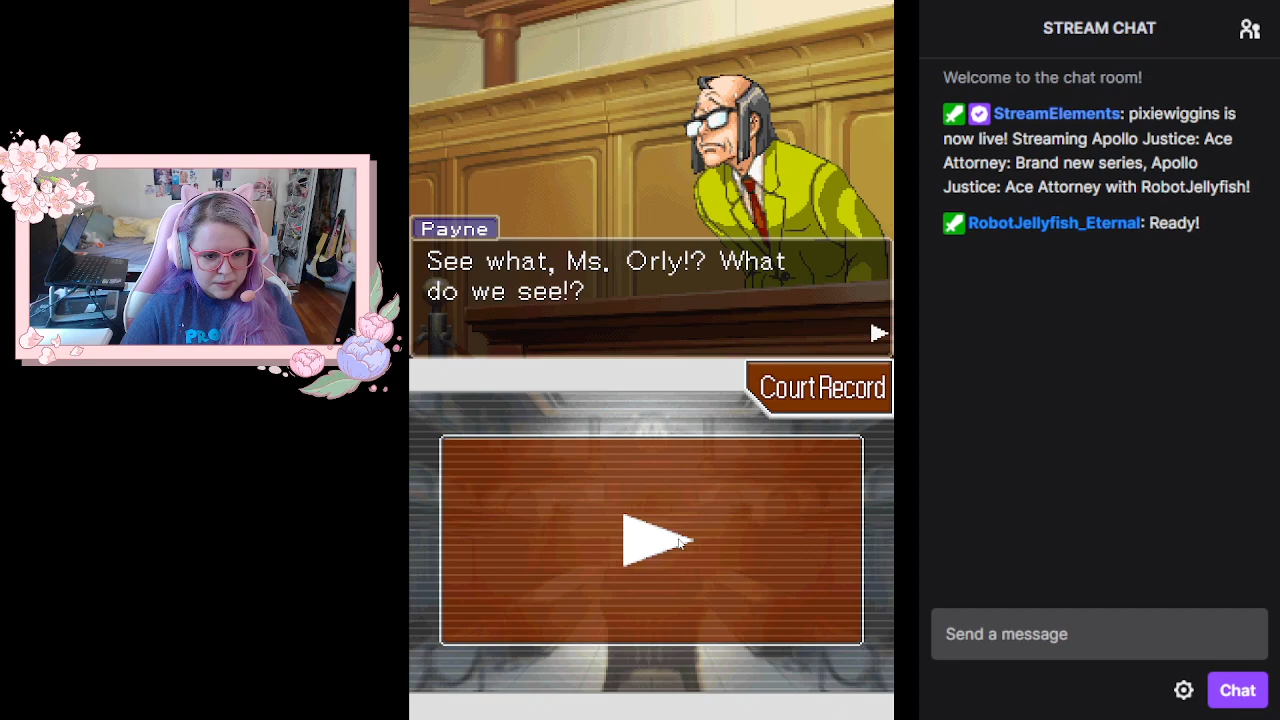 PRO
Payne
See what, Ms. Orly!? What
do we see!?
Court Record
STREAM CHAT
Welcome to the chat room!
StreamElements: pixiewiggins is
now live! Streaming Apollo Justice: Ace
Attorney: Brand new series, Apollo
Justice: Ace Attorney with RobotJellyfish!
RobotJellyfish_Eternal: Ready!
Send a message
Chat